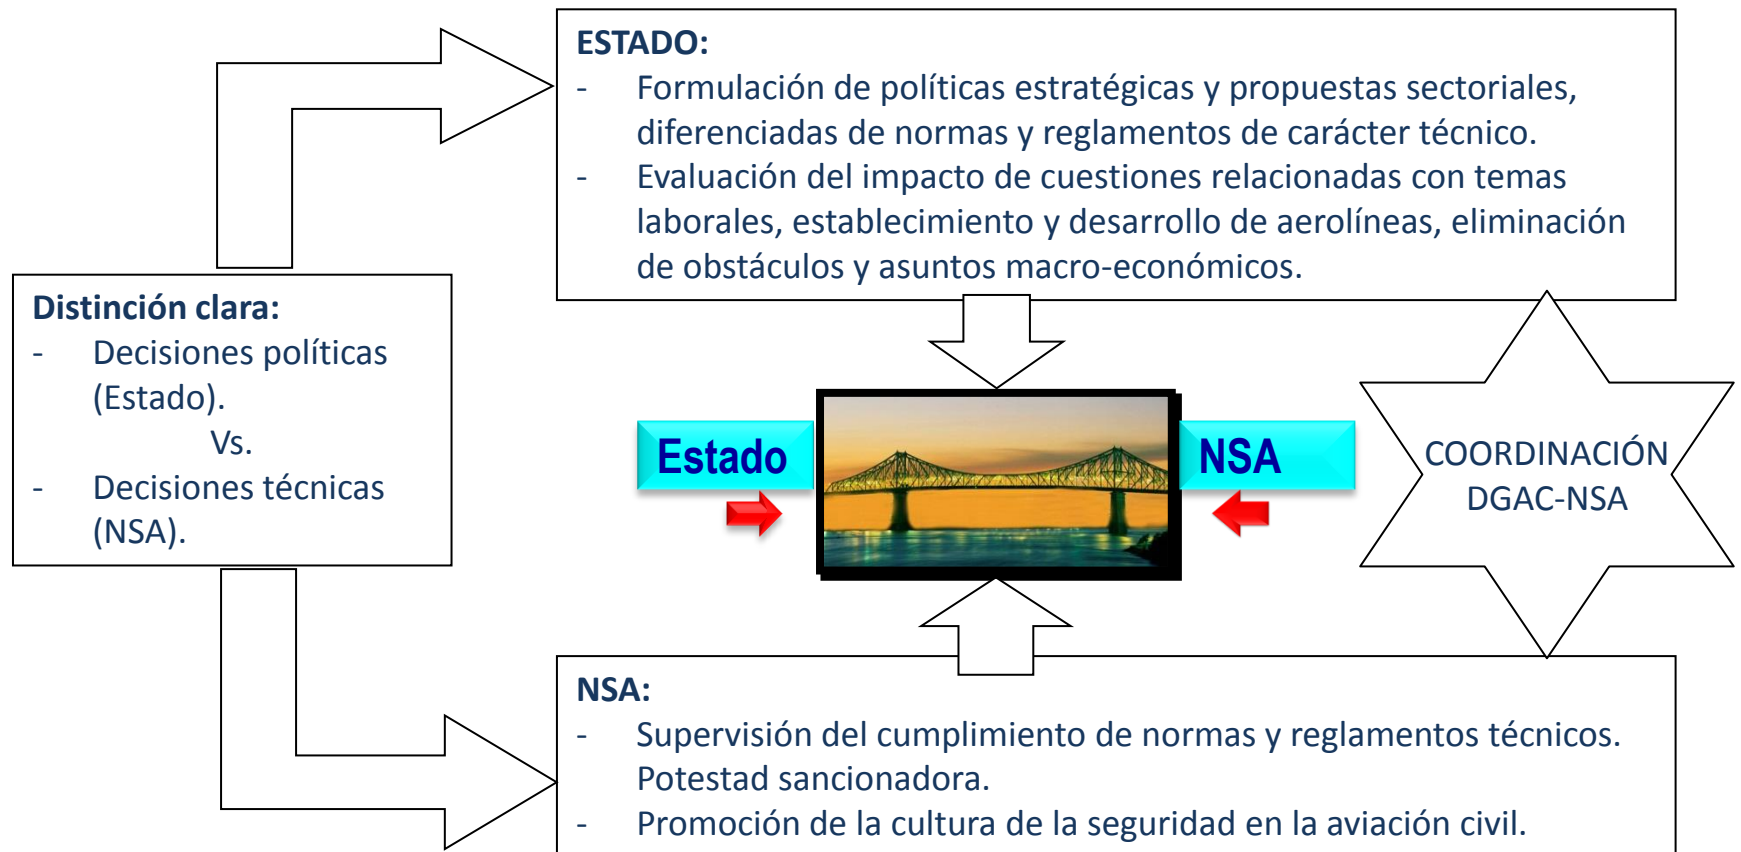 ESTADO:
- Formulación de políticas estratégicas y propuestas sectoriales,
diferenciadas de normas y reglamentos de carácter técnico.
- Evaluación del impacto de cuestiones relacionadas con temas
laborales, establecimiento y desarrollo de aerolíneas, eliminación
de obstáculos y asuntos macro-económicos.
Distinción clara:
- Decisiones políticas
(Estado).
Vs.
- Decisiones técnicas
(NSA).
Estado
NSA
COORDINACIÓN
DGAC-NSA
NSA:
- Supervisión del cumplimiento de normas y reglamentos técnicos.
Potestad sancionadora.
- Promoción de la cultura de la seguridad en la aviación civil.